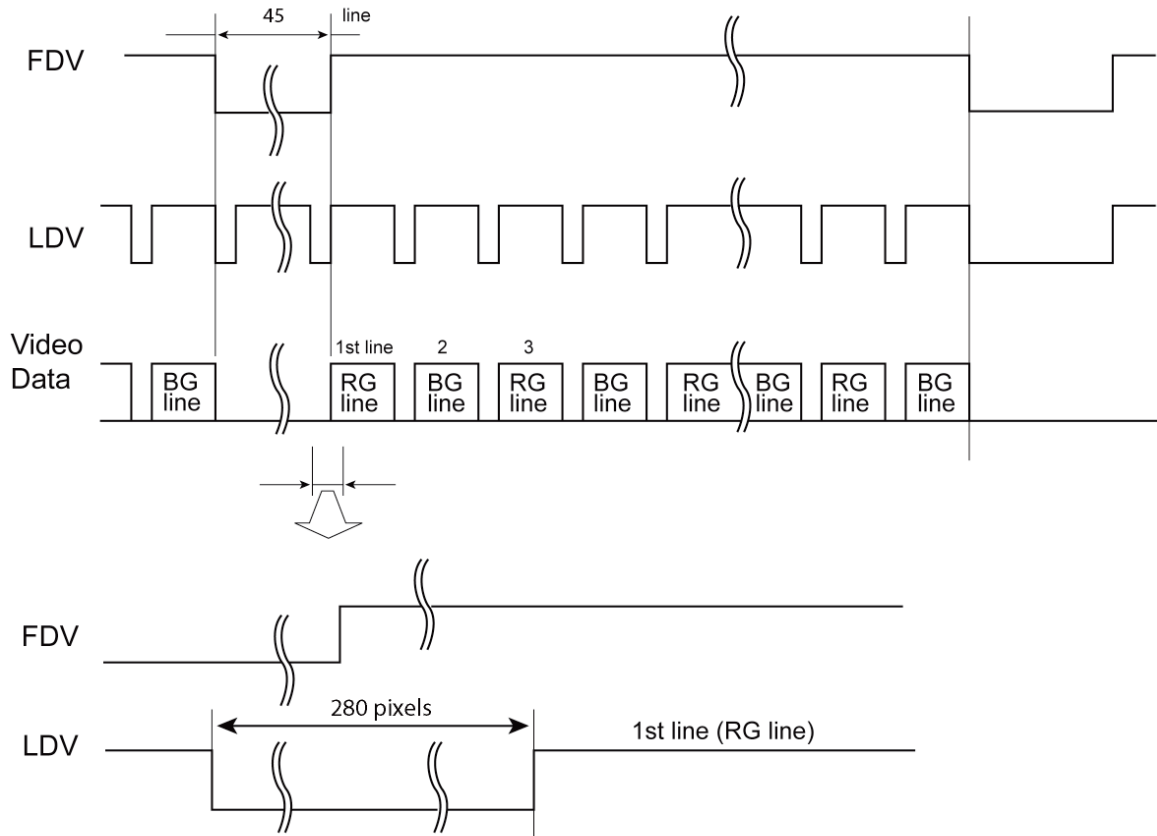 45 line
FDV
LDV
Video
Data
1st line 2 3
BG
line
RG
line
BG
line
RG
line
BG
line
RG
line
BG
line
RG
line
BG
line
FDV
280 pixels
LDV
1st line (RG line)